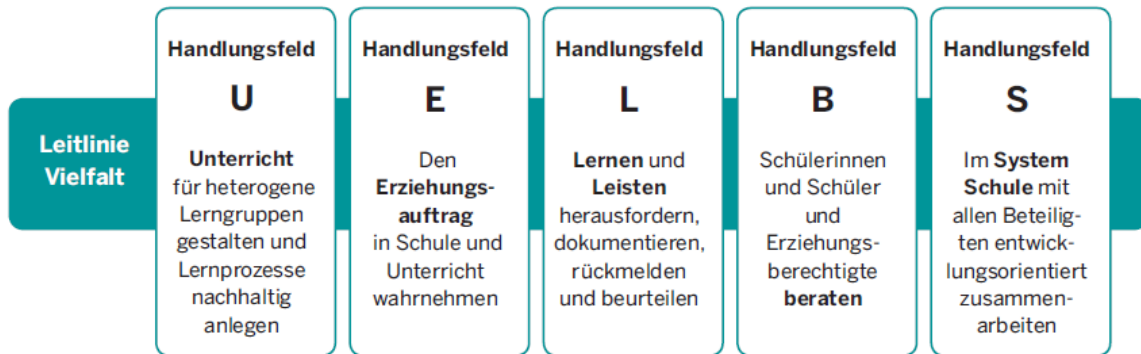 Leitlinie
Vielfalt
Handlungsfeld
U
Unterricht
für heterogene
Lerngruppen
gestalten und
Lernprozesse
nachhaltig
anlegen
Handlungsfeld
E
Den
Erziehungs-
auftrag
in Schule und
Unterricht
wahrnehmen
Handlungsfeld
L
Lernen und
Leisten
herausfordern,
dokumentieren,
rückmelden
und beurteilen
Handlungsfeld
B
Schülerinnen
und Schüler
und
Erziehungs-
berechtigte
beraten
Handlungsfeld
S
Im System
Schule mit
allen Beteilig-
ten entwick-
lungsorientiert
zusammen-
arbeiten